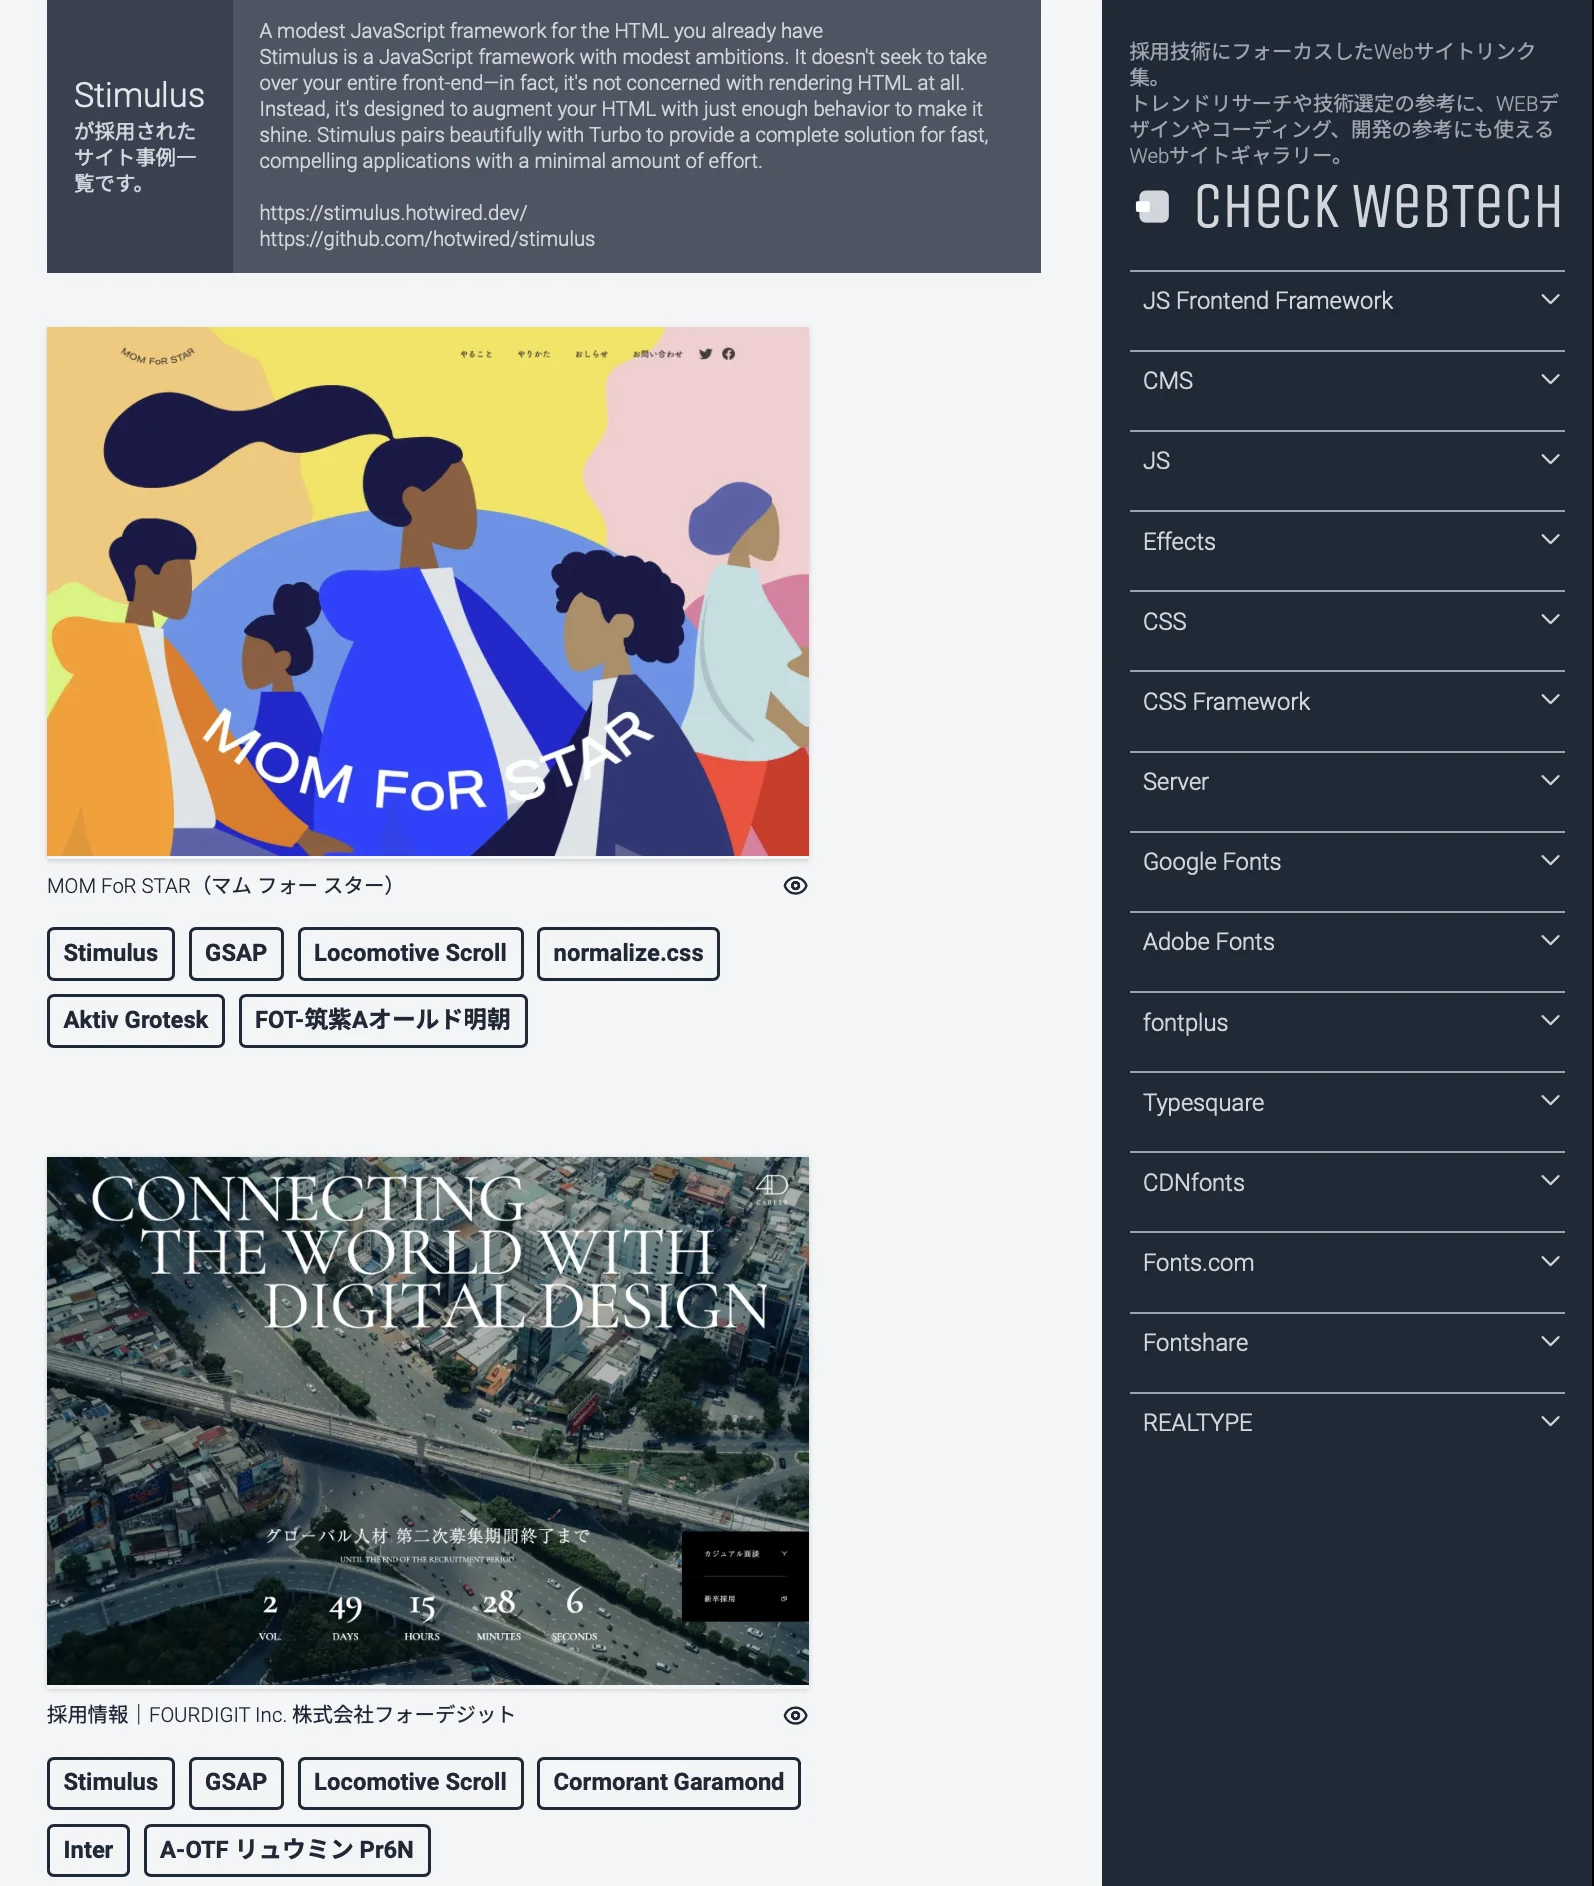 Stimulus
が採用された
サイト事例一
覧です。
A modest JavaScript framework for the HTML you already have
Stimulus is a JavaScript framework with modest ambitions. It doesn't seek to take
over your entire front-end—in fact, it's not concerned with rendering HTML at all.
Instead, it's designed to augment your HTML with just enough behavior to make it
shine. Stimulus pairs beautifully with Turbo to provide a complete solution for fast,
compelling applications with a minimal amount of effort.
https://stimulus.hotwired.dev/
https://github.com/hotwired/stimulus
MOM FoR STAR
やること やりかた おしらせ お問い合わせ
MOM FoR STAR
MOM FoR STAR（マム フォー スター）
Stimulus GSAP Locomotive Scroll normalize.css
Aktiv Grotesk FOT-筑紫Aオールド明朝
CONNECTING
THE WORLD WITH
DIGITAL DESIGN
4D
CAREER
グローバル人材 第二次募集期間終了まで
UNTIL THE END OF THE RECRUITMENT PERIOD
2 49 15 28 6
VOL. DAYS HOURS MINUTES SECONDS
カジュアル面談
新卒採用
採用情報｜FOURDIGIT Inc. 株式会社フォーデジット
Stimulus GSAP Locomotive Scroll Cormorant Garamond
Inter A-OTF リュウミン Pr6N
採用技術にフォーカスしたWebサイトリンク
集。
トレンドリサーチや技術選定の参考に、WEBデ
ザインやコーディング、開発の参考にも使える
Webサイトギャラリー。
CHeCK WeBTeCH
JS Frontend Framework
CMS
JS
Effects
CSS
CSS Framework
Server
Google Fonts
Adobe Fonts
fontplus
Typesquare
CDNfonts
Fonts.com
Fontshare
REALTYPE